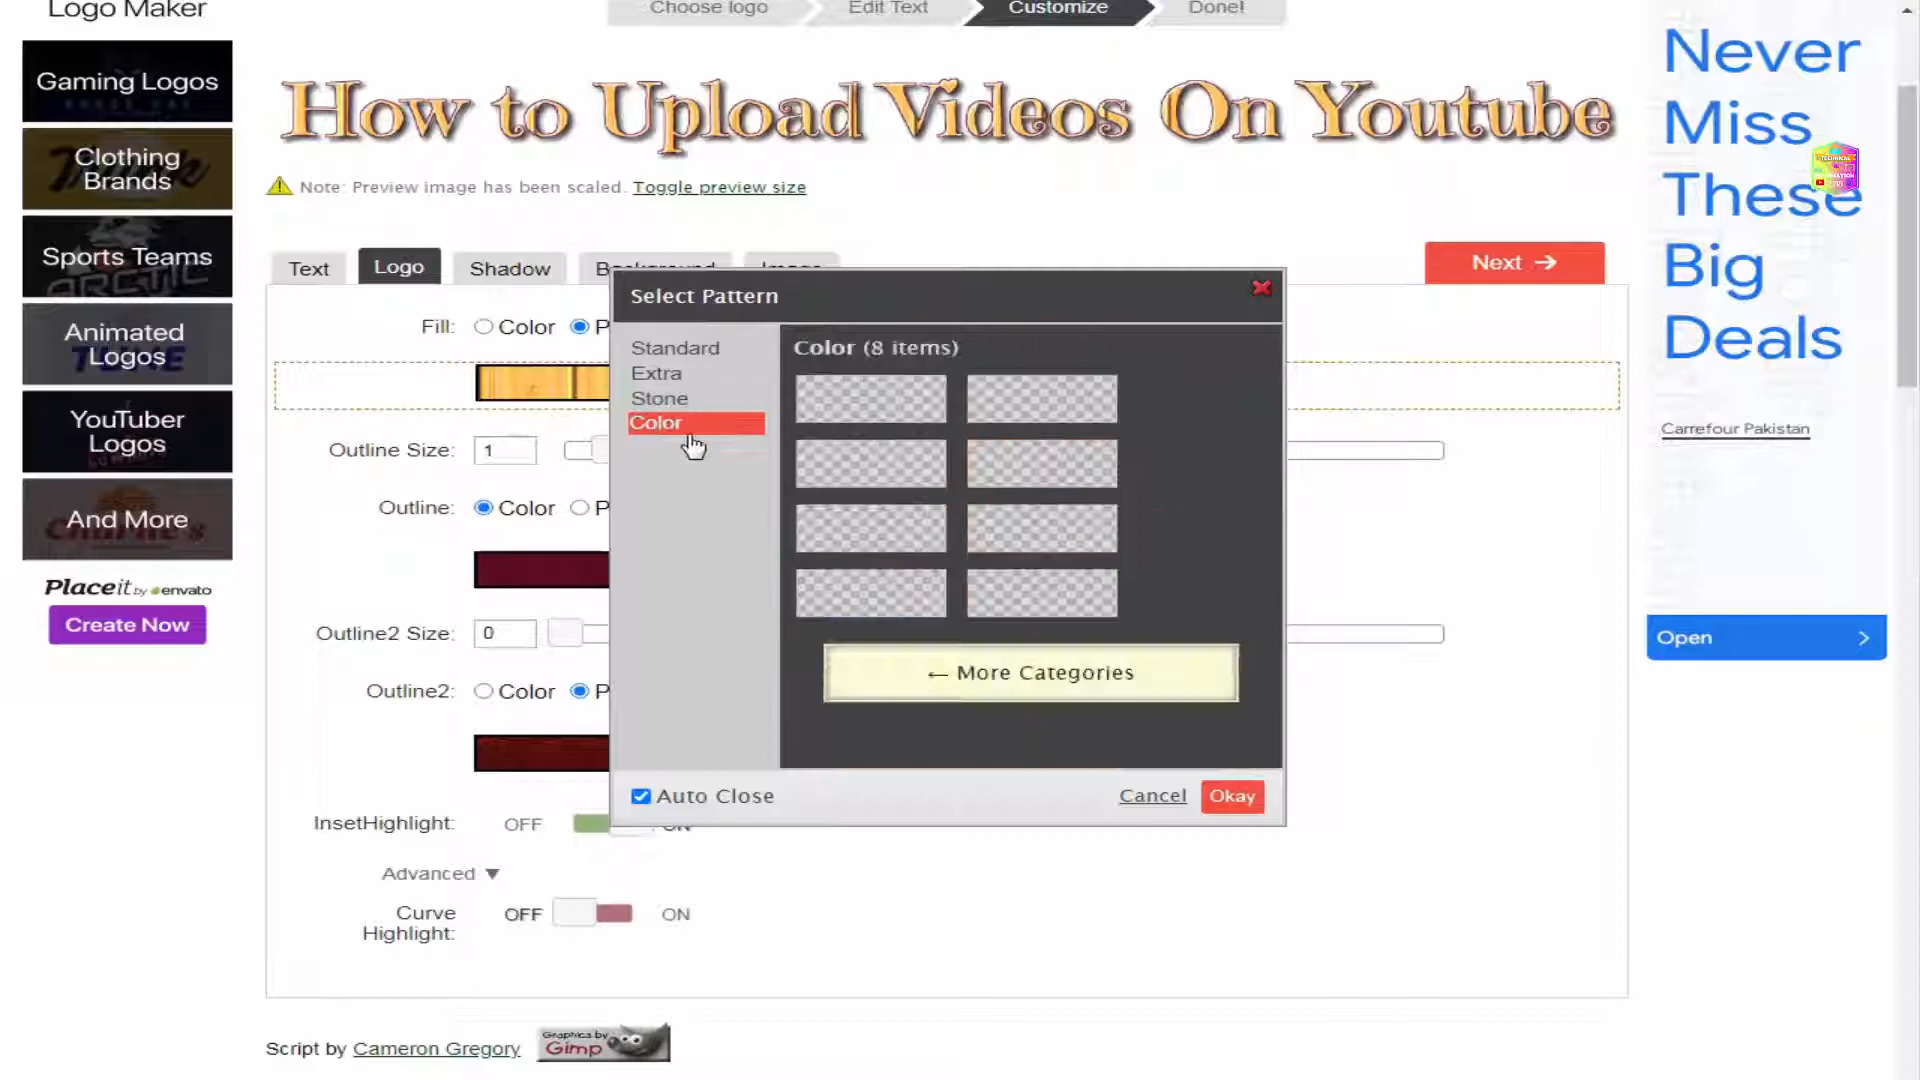 Logo Maker
Choose logo
Edit Text
Customize
Done!
Gaming Logos
Clothing
Brands
Sports Teams
ARCTIC
Animated
Logos
YouTuber
Logos
And More
Placeit by envato
Create Now
How to Upload Videos On Youtube
Note: Preview image has been scaled. Toggle preview size
Text
Logo
Shadow
Next →
Fill:
Color
P
Outline Size:
1
Outline:
Color
P
Outline2 Size:
0
Outline2:
Color
P
InsetHighlight:
OFF
ON
Advanced ▼
Curve
Highlight:
OFF
ON
Select Pattern
Standard
Extra
Stone
Color
Color (8 items)
← More Categories
Auto Close
Cancel
Okay
Script by Cameron Gregory
Graphics by
Gimp
Never
Miss
These
Big
Deals
TECHNICAL
Carrefour Pakistan
Open